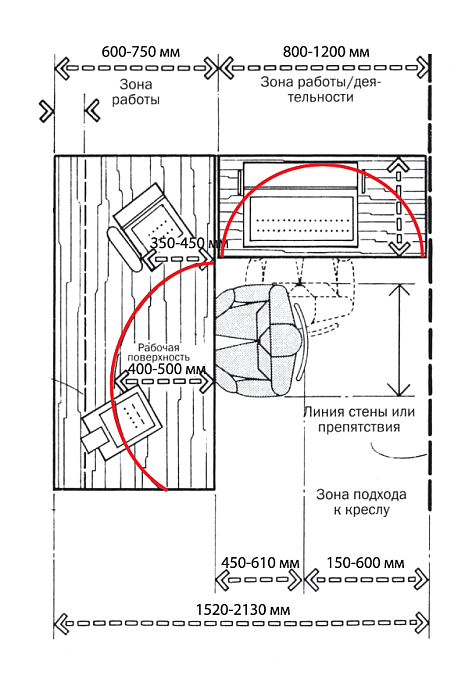 600-750 мм
800-1200 мм
Зона
работы
Зона работы/дея-
тельности
350-450 мм
Рабочая
поверхность
400-500 мм
Линия стены или
препятствия
Зона подхода
к креслу
450-610 мм
150-600 мм
1520-2130 мм